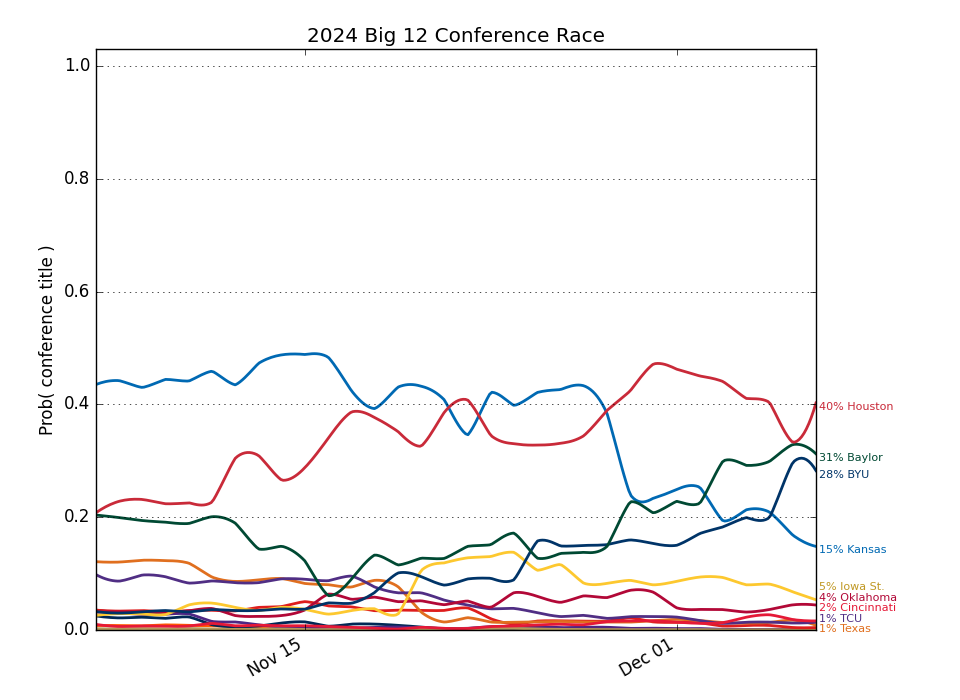 2024 Big 12 Conference Race
Prob( conference title )
1.0
0.8
0.6
0.4
0.2
0.0
Nov 15
Dec 01
40% Houston
31% Baylor
28% BYU
15% Kansas
5% Iowa St.
4% Oklahoma
2% Cincinnati
1% TCU
1% Texas